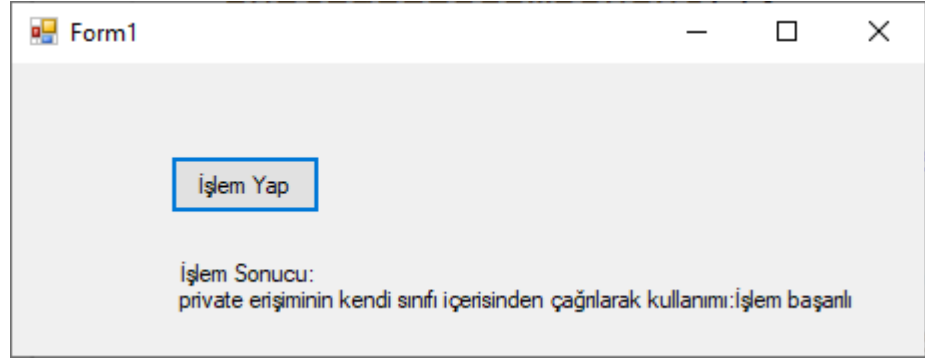 Form1
İşlem Yap
İşlem Sonucu:
private erişiminin kendi sınıfı içerisinden çağrılarak kullanımı:İşlem başarılı